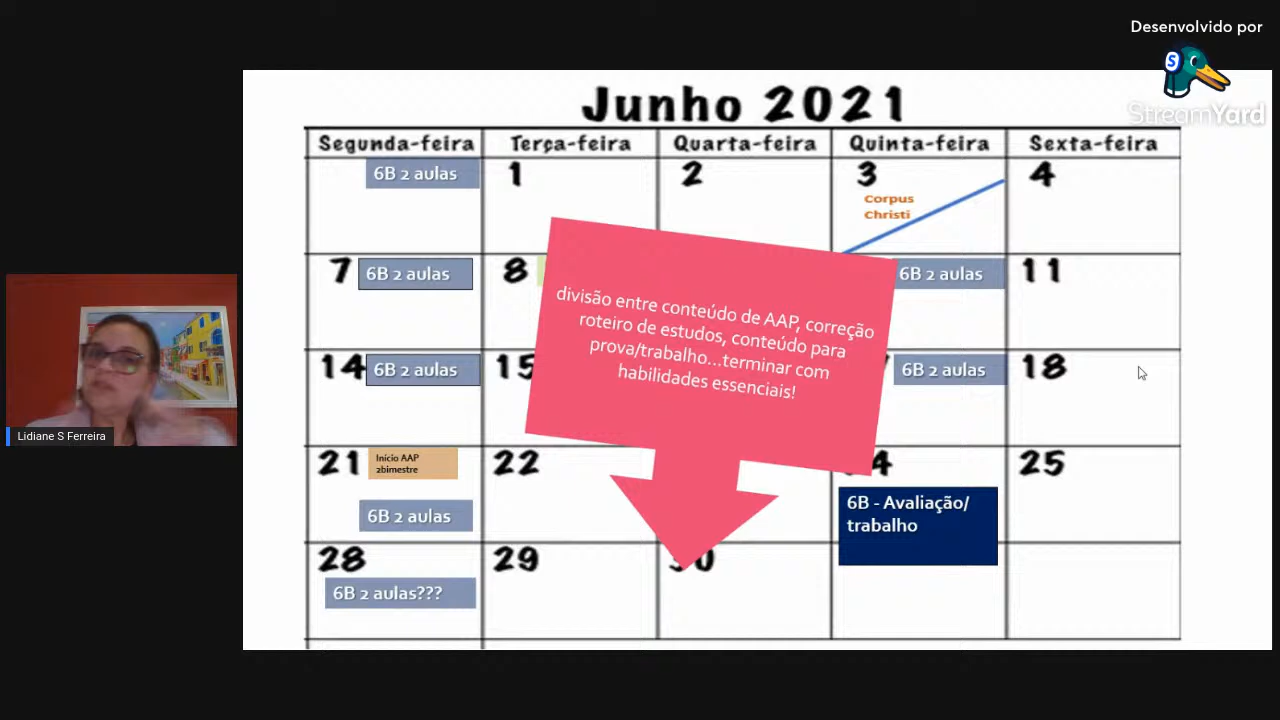 Desenvolvido por
S
StreamYard
Junho 2021
Segunda-feira Terça-feira Quarta-feira Quinta-feira Sexta-feira
6B 2 aulas 1 2 3 4
Corpus
Christi
7 6B 2 aulas 8 6B 2 aulas 11
divisão entre conteúdo de AAP, correção
roteiro de estudos, conteúdo para
prova/trabalho...terminar com
habilidades essenciais!
14 6B 2 aulas 15 6B 2 aulas 18
21 Início AAP
2bimestre
22 4 25
6B 2 aulas
6B - Avaliação/
trabalho
28 29 30
6B 2 aulas???
Lidiane S Ferreira